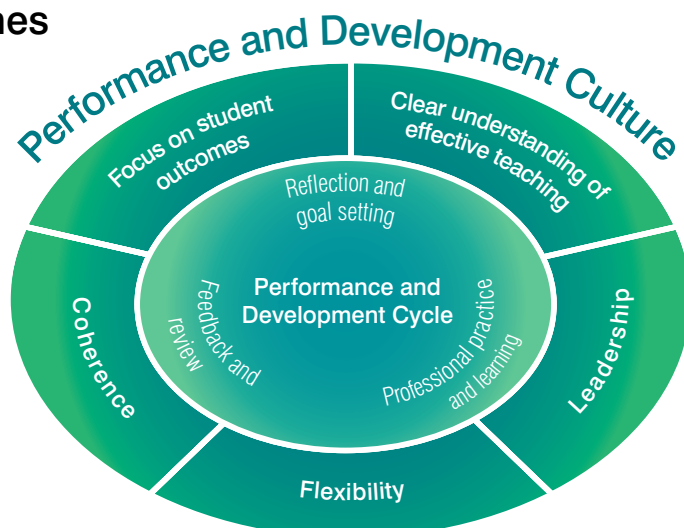 Performance and Development Culture
Focus on student
outcomes
Clear understanding of
effective teaching
Reflection and
goal setting
Performance and
Development Cycle
Feedback and
review
Professional practice
and learning
Coherence
Leadership
Flexibility